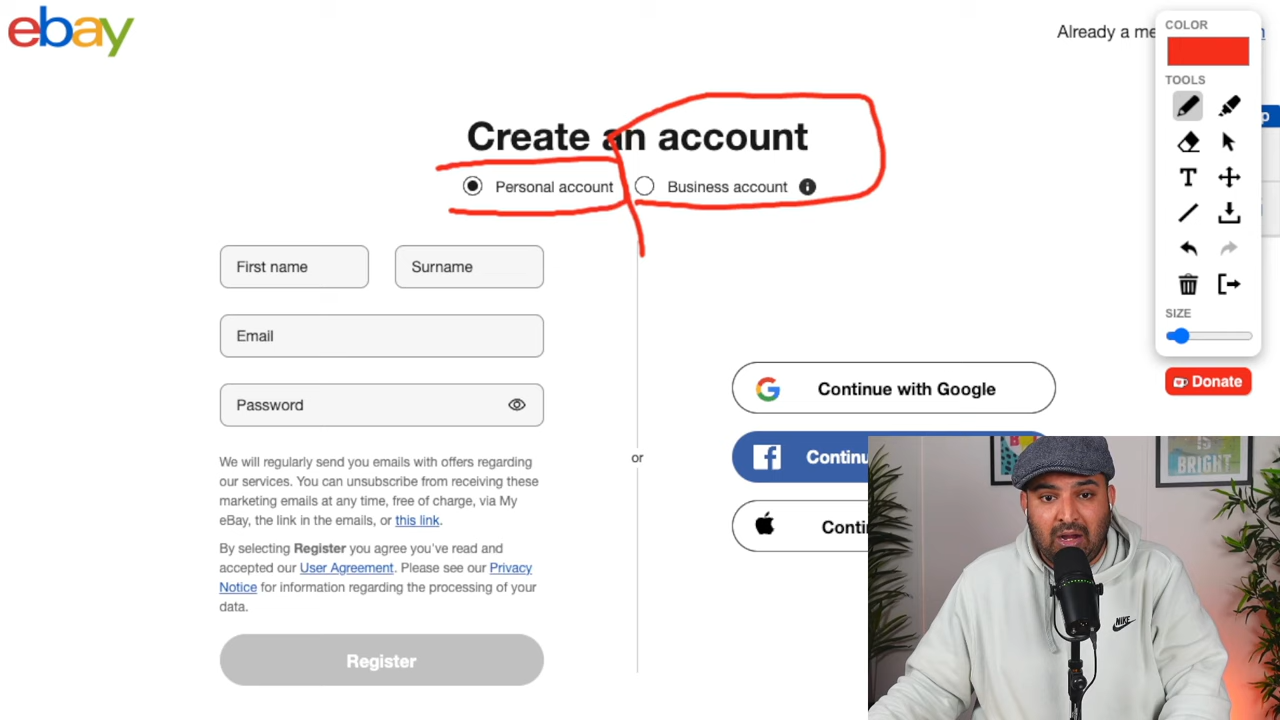 ebay
Already a me
COLOR
TOOLS
Create an account
Personal account
Business account
First name
Surname
Email
Password
We will regularly send you emails with offers regarding
our services. You can unsubscribe from receiving these
marketing emails at any time, free of charge, via My
eBay, the link in the emails, or this link.
By selecting Register you agree you've read and
accepted our User Agreement. Please see our Privacy
Notice for information regarding the processing of your
data.
Register
or
Continue with Google
Continu
Conti
T
SIZE
Donate
BRIGHT
NIKE